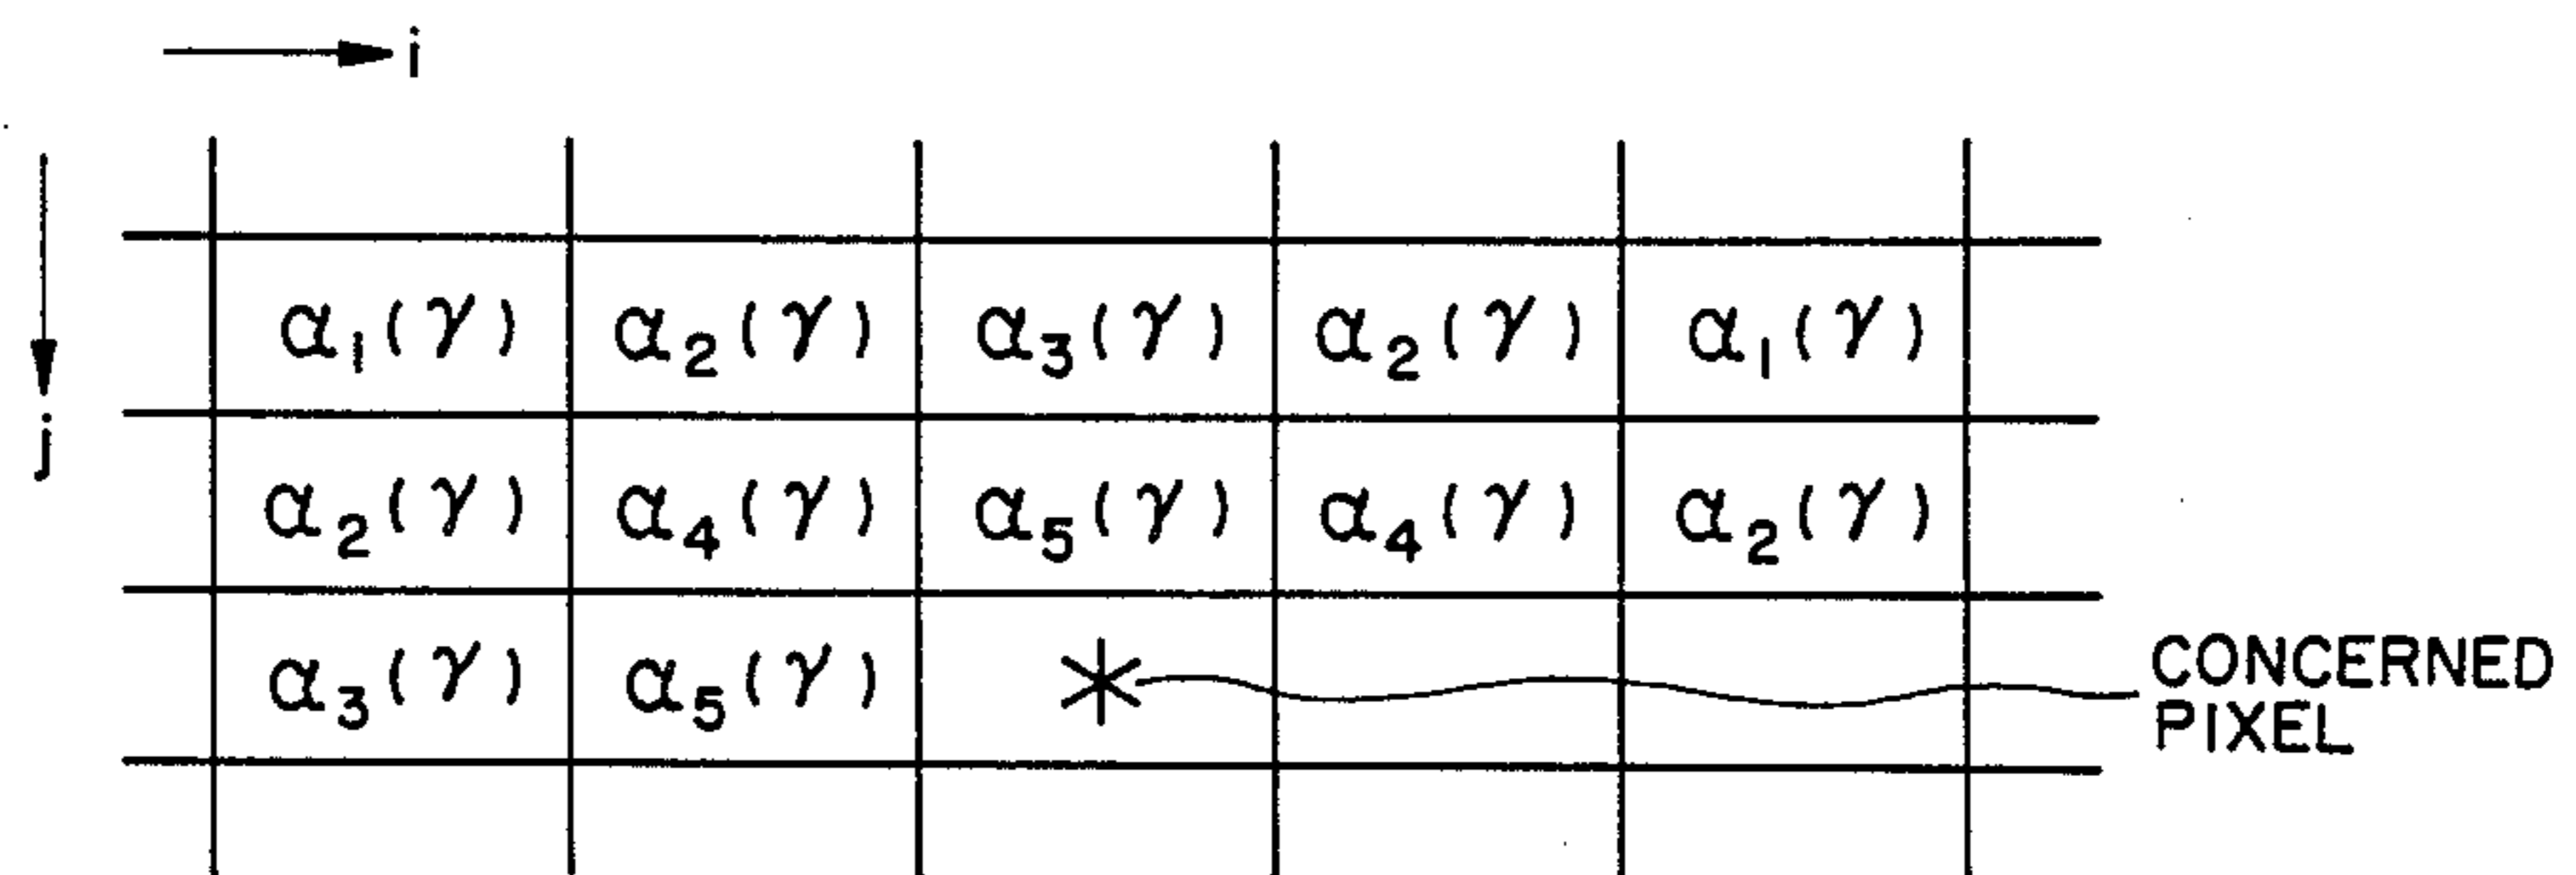 i
j
α₁(γ) α₂(γ) α₃(γ) α₂(γ) α₁(γ)
α₂(γ) α₄(γ) α₅(γ) α₄(γ) α₂(γ)
α₃(γ) α₅(γ) * CONCERNED
PIXEL